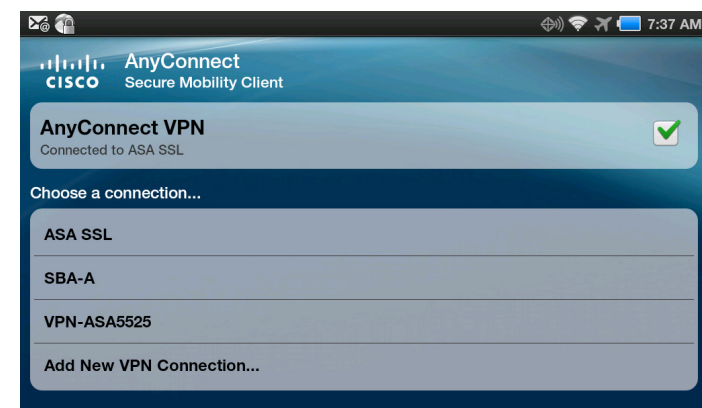 7:37 AM
CISCO
AnyConnect
Secure Mobility Client
AnyConnect VPN
Connected to ASA SSL
Choose a connection...
ASA SSL
SBA-A
VPN-ASA5525
Add New VPN Connection...